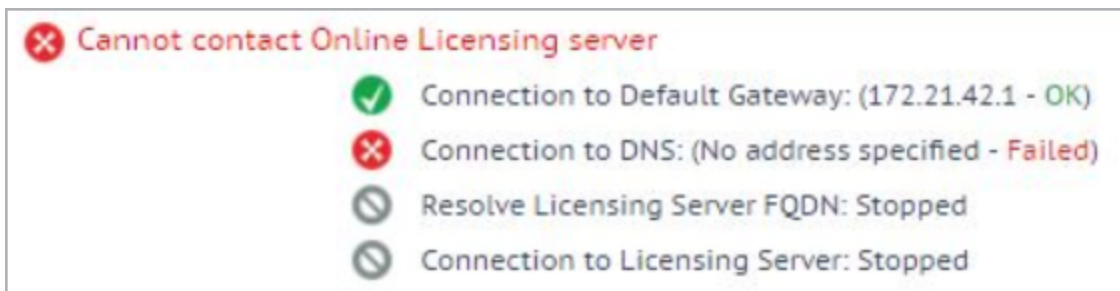 Cannot contact Online Licensing server
Connection to Default Gateway: (172.21.42.1 - OK)
Connection to DNS: (No address specified - Failed)
Resolve Licensing Server FQDN: Stopped
Connection to Licensing Server: Stopped